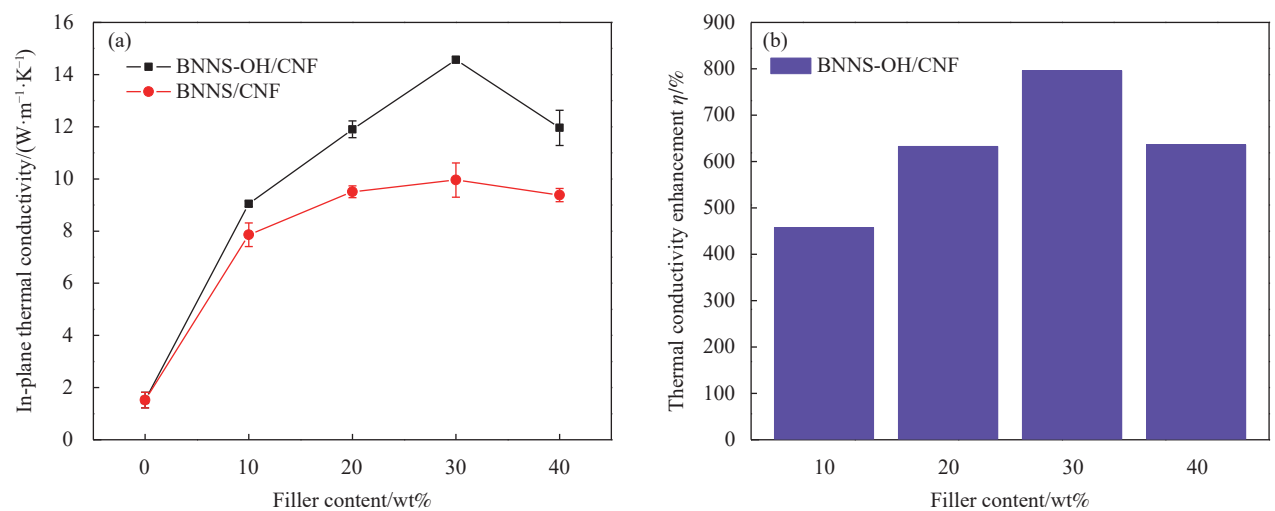 (a)
BNNS-OH/CNF
BNNS/CNF
In-plane thermal conductivity/(W·m⁻¹·K⁻¹)
16
14
12
10
8
6
4
2
0
0 10 20 30 40
Filler content/wt%
(b)
BNNS-OH/CNF
Thermal conductivity enhancement η/%
900
800
700
600
500
400
300
200
100
0
10 20 30 40
Filler content/wt%